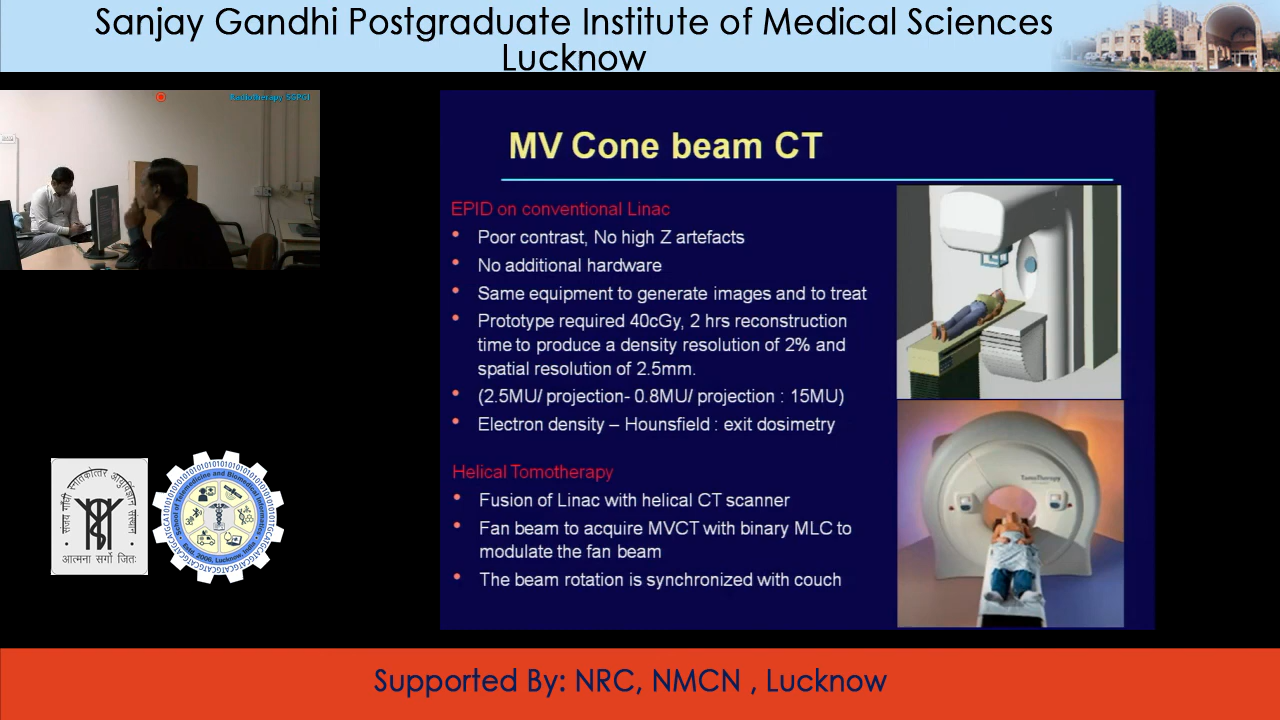 Sanjay Gandhi Postgraduate Institute of Medical Sciences
Lucknow
MV Cone beam CT
EPID on conventional Linac
• Poor contrast, No high Z artefacts
• No additional hardware
• Same equipment to generate images and to treat
• Prototype required 40cGy, 2 hrs reconstruction
time to produce a density resolution of 2% and
spatial resolution of 2.5mm.
• (2.5MU/ projection- 0.8MU/ projection : 15MU)
• Electron density – Hounsfield : exit dosimetry
Helical Tomotherapy
• Fusion of Linac with helical CT scanner
• Fan beam to acquire MVCT with binary MLC to
modulate the fan beam
• The beam rotation is synchronized with couch
TomoTherapy
आत्मना सर्गो जितः
Supported By: NRC, NMCN , Lucknow